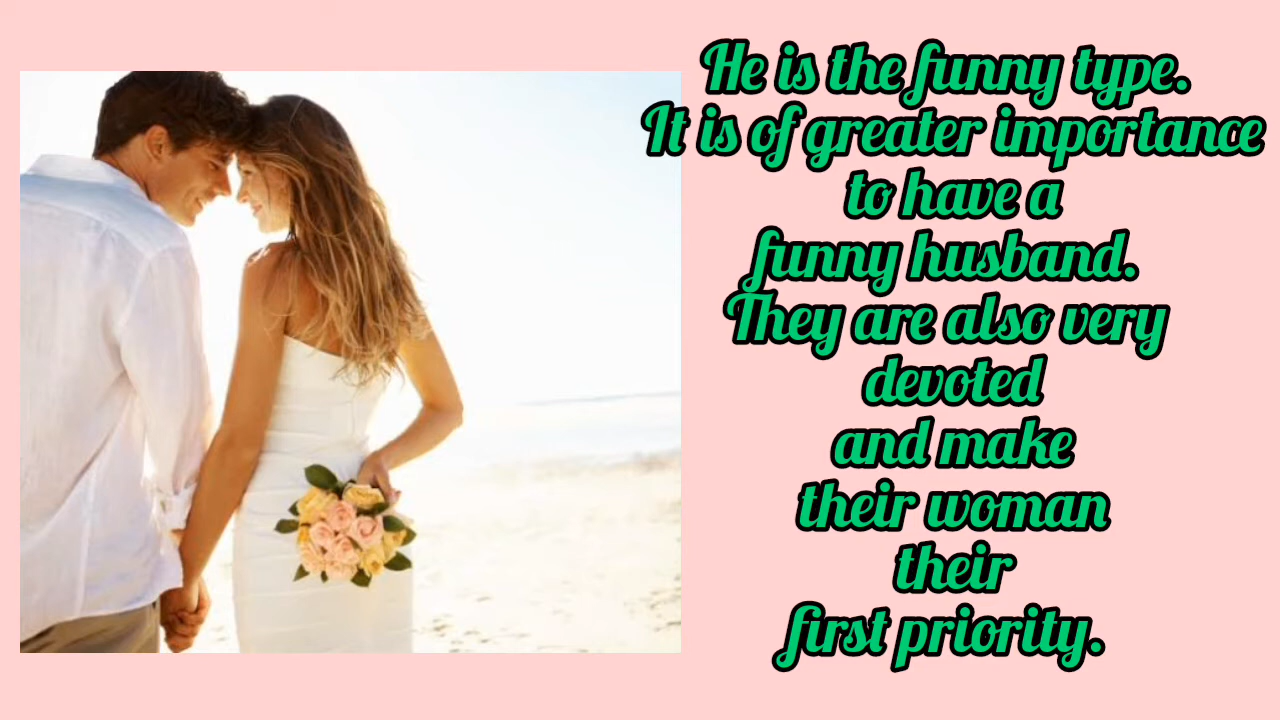 He is the funny type.
It is of greater importance
to have a
funny husband.
They are also very
devoted
and make
their woman
their
first priority.